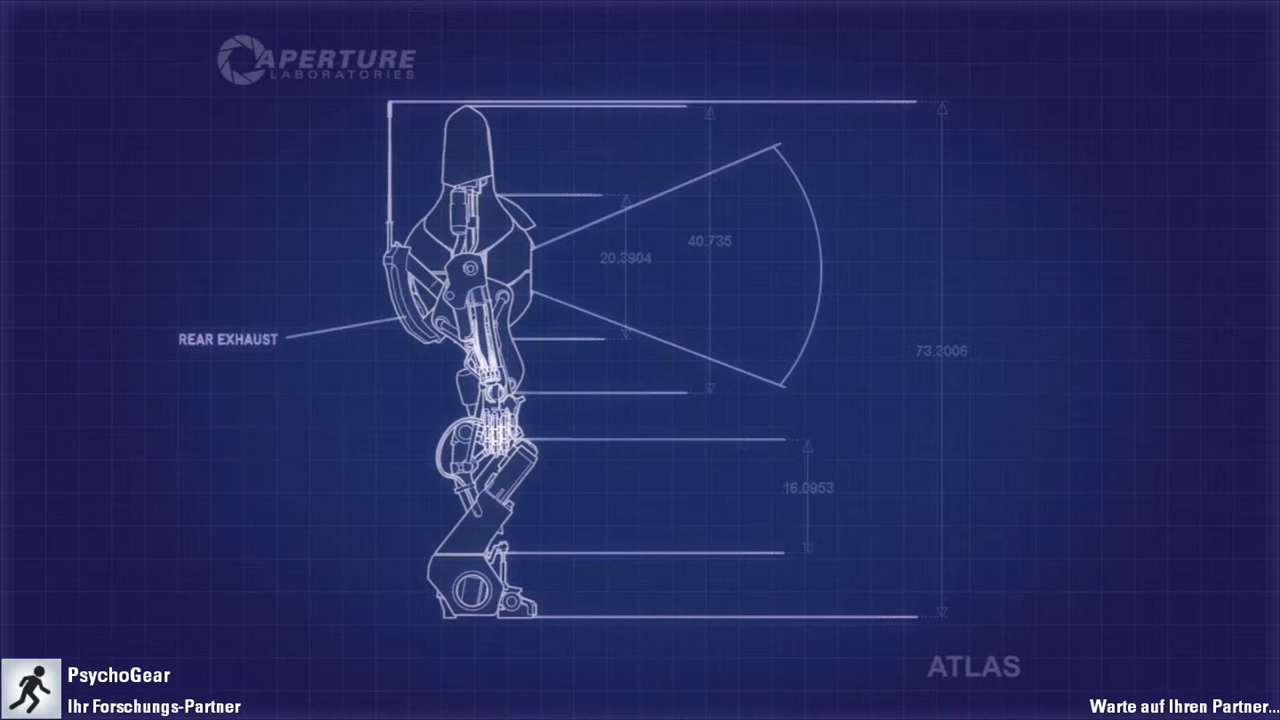 APERTURE
LABORATORIES
40.735
20.3904
REAR EXHAUST
73.3006
16.0953
ATLAS
PsychoGear
Ihr Forschungs-Partner
Warte auf Ihren Partner...